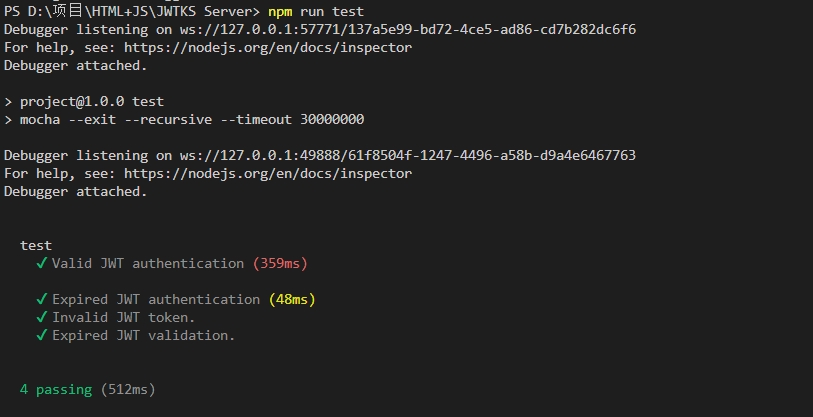 PS D:\项目\HTML+JS\JWTKS Server> npm run test
Debugger listening on ws://127.0.0.1:57771/137a5e99-bd72-4ce5-ad86-cd7b282dc6f6
For help, see: https://nodejs.org/en/docs/inspector
Debugger attached.
> project@1.0.0 test
> mocha --exit --recursive --timeout 30000000
Debugger listening on ws://127.0.0.1:49888/61f8504f-1247-4496-a58b-d9a4e6467763
For help, see: https://nodejs.org/en/docs/inspector
Debugger attached.
test
✓ Valid JWT authentication (359ms)
✓ Expired JWT authentication (48ms)
✓ Invalid JWT token.
✓ Expired JWT validation.
4 passing (512ms)